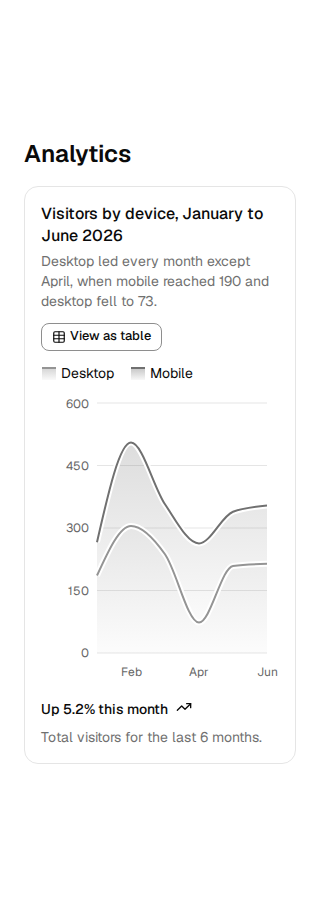 Analytics
Visitors by device, January to
June 2026
Desktop led every month except
April, when mobile reached 190 and
desktop fell to 73.
View as table
Desktop Mobile
600
450
300
150
0
Feb Apr Jun
Up 5.2% this month
Total visitors for the last 6 months.